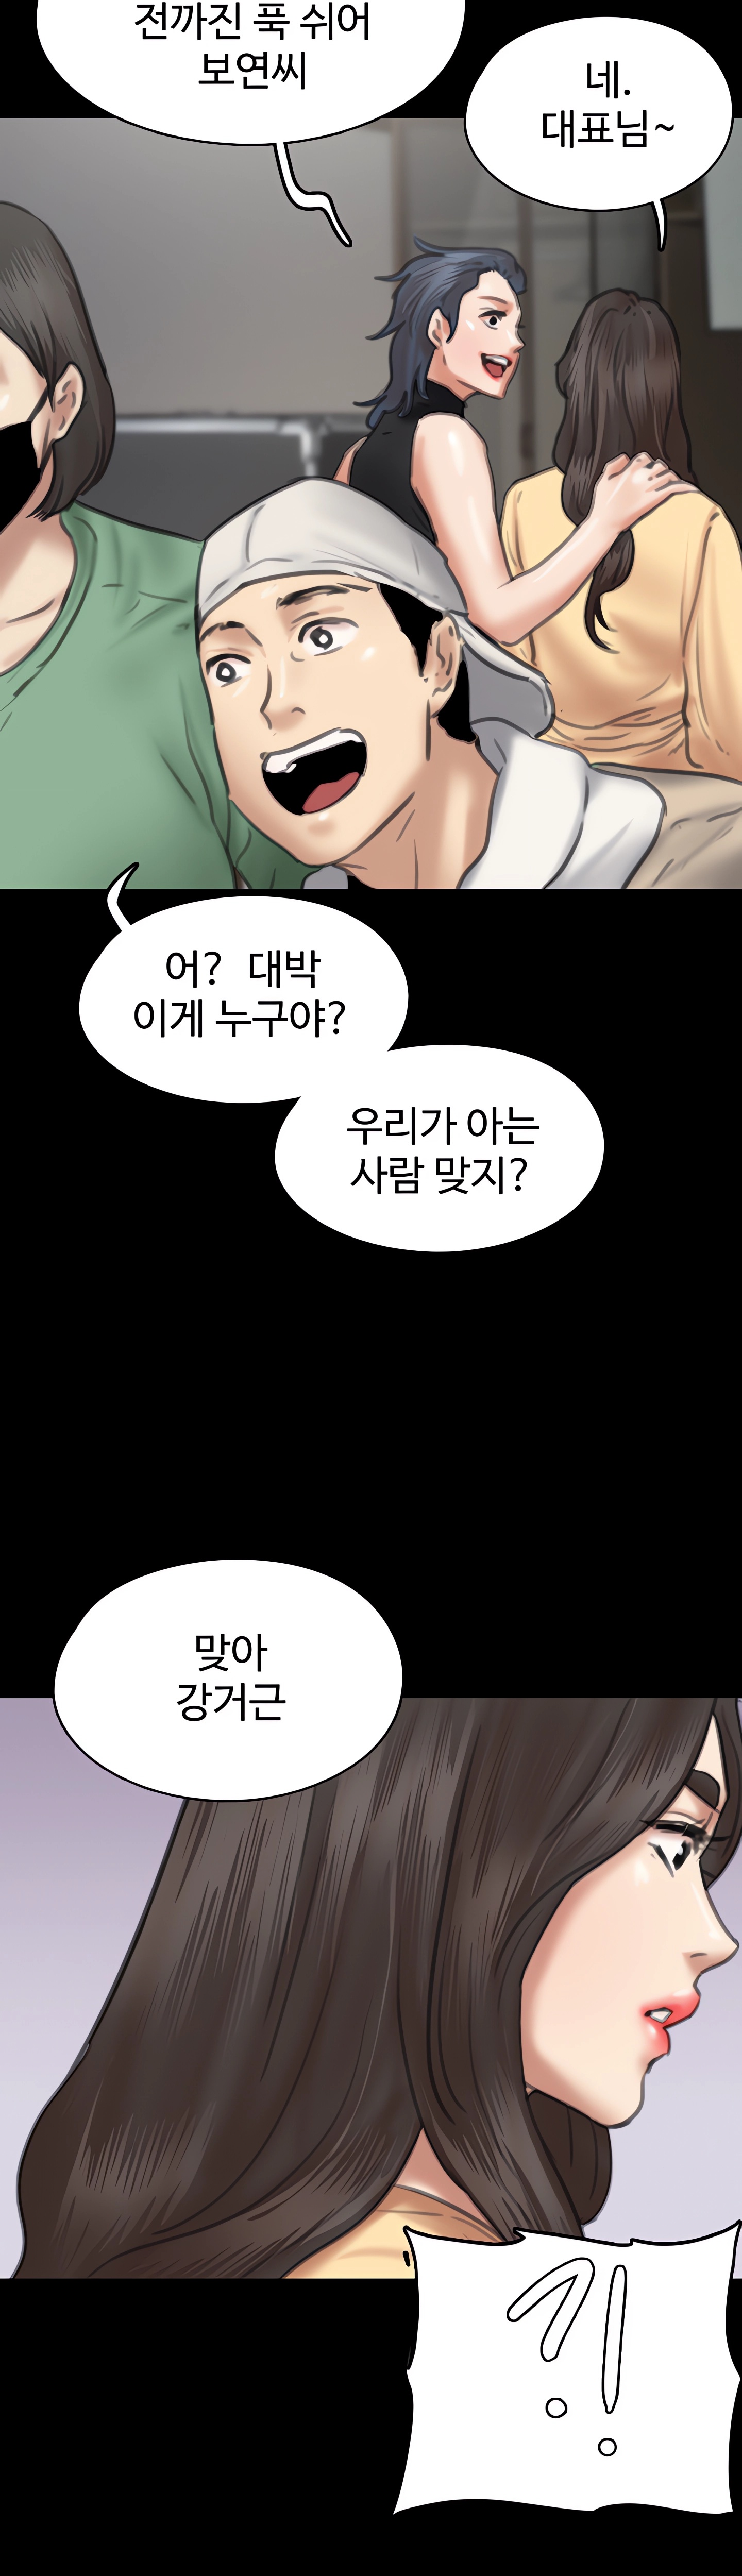 전까진 푹 쉬어
보연씨
네.
대표님~
어? 대박
이게 누구야?
우리가 아는
사람 맞지?
맞아
강거근
?!